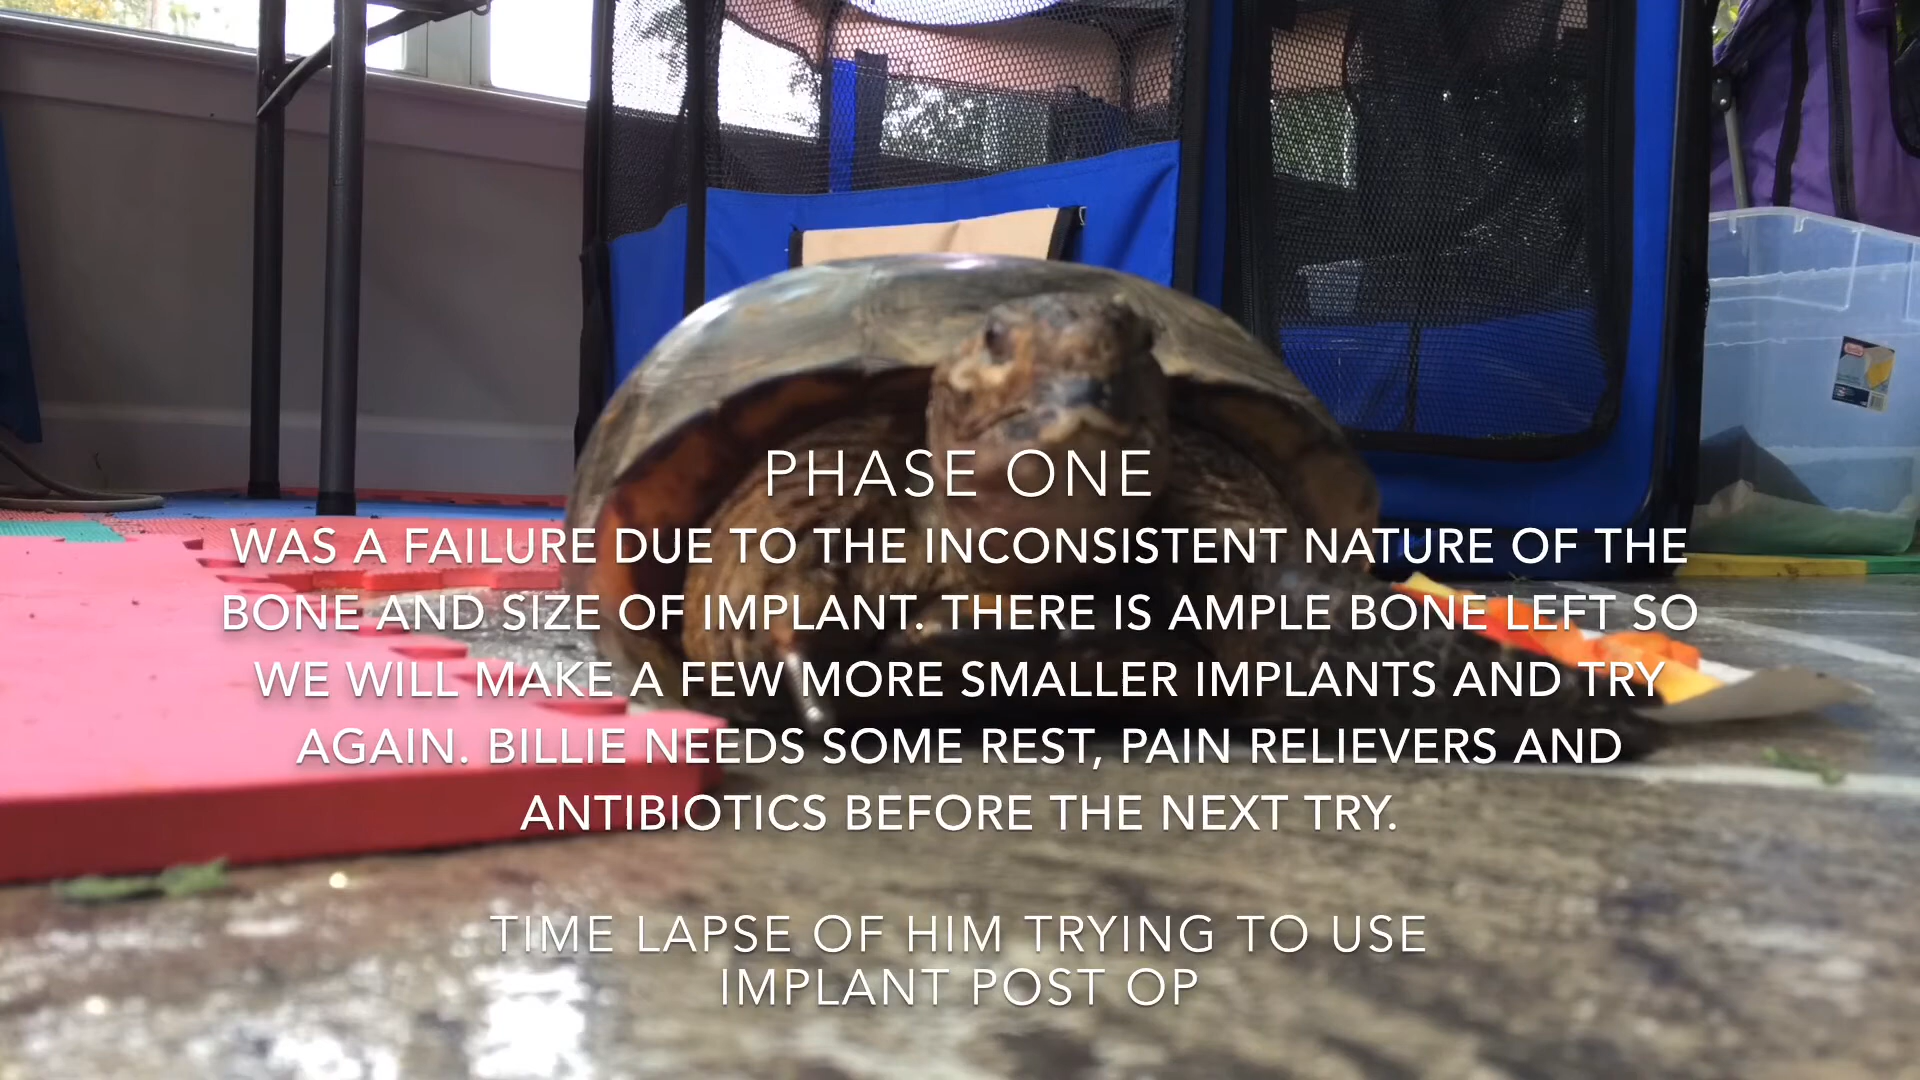 PHASE ONE
WAS A FAILURE DUE TO THE INCONSISTENT NATURE OF THE
BONE AND SIZE OF IMPLANT. THERE IS AMPLE BONE LEFT SO
WE WILL MAKE A FEW MORE SMALLER IMPLANTS AND TRY
AGAIN. BILLIE NEEDS SOME REST, PAIN RELIEVERS AND
ANTIBIOTICS BEFORE THE NEXT TRY.
TIME LAPSE OF HIM TRYING TO USE
IMPLANT POST OP